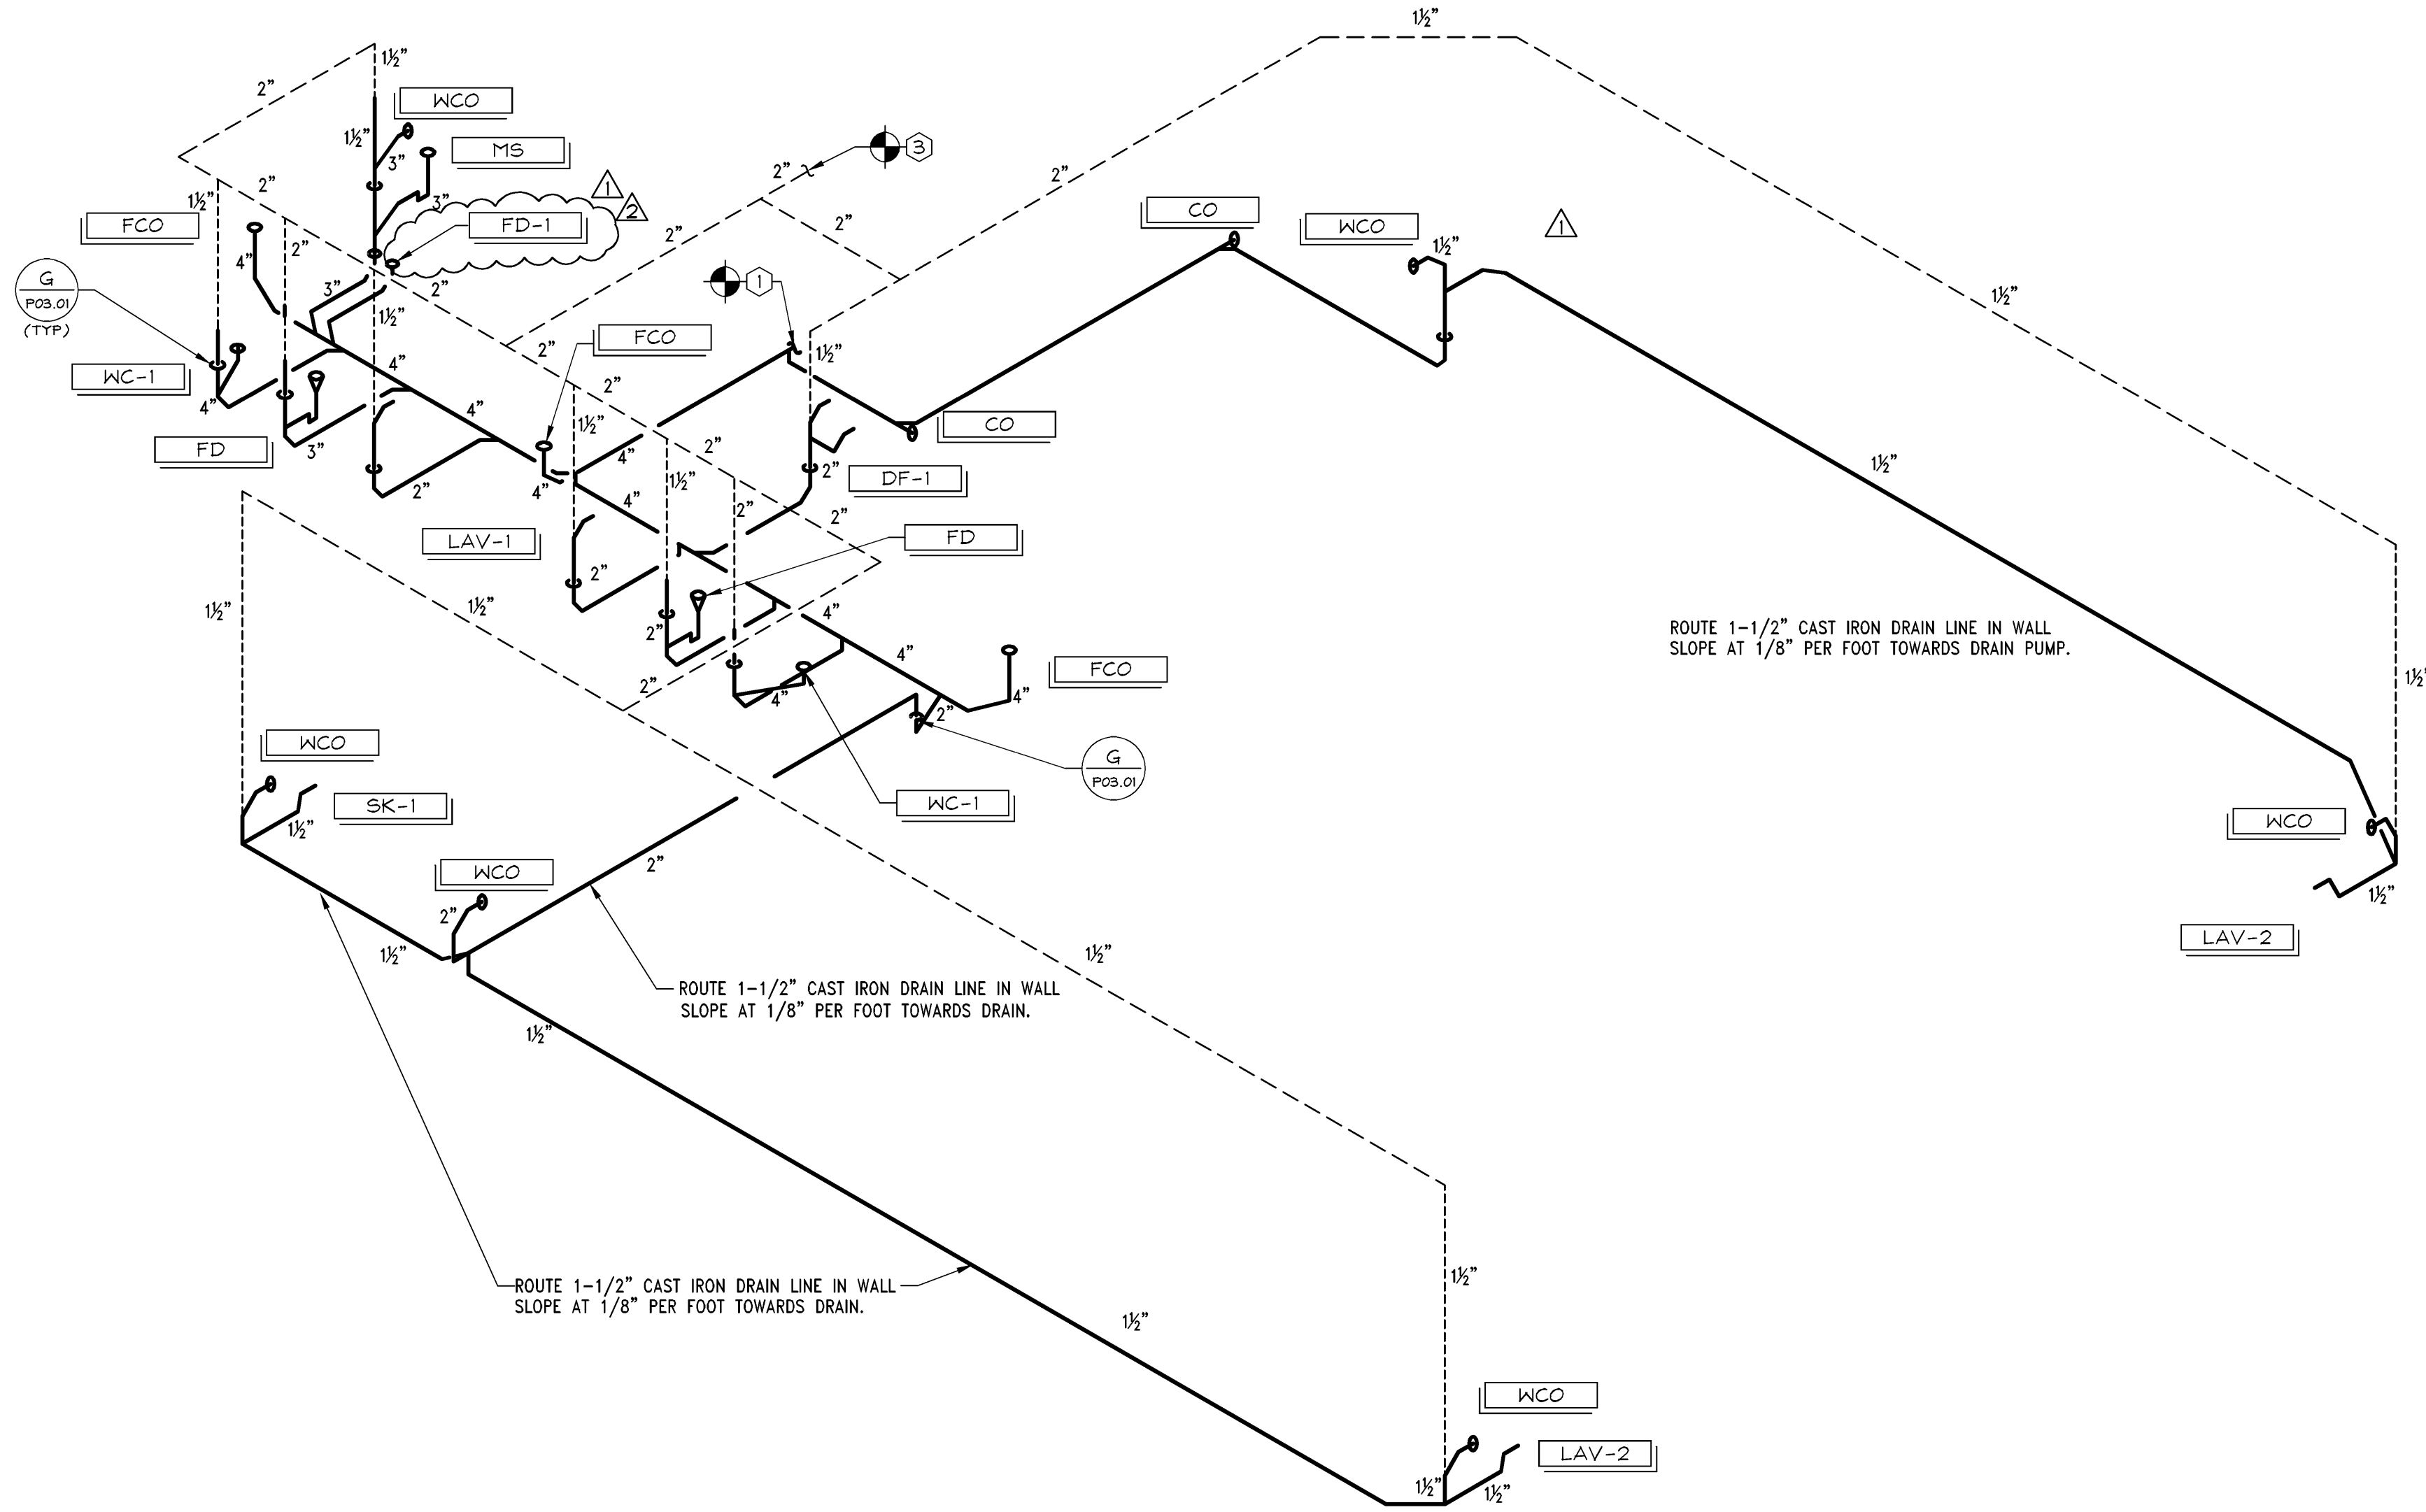 1½"
1½"
2"
WCO
1½"
3"
MS
3
2"
2"
2"
1½"
1
2
3"
FD-1
2"
CO
FCO
WCO
1
2"
4"
2"
1½"
G
P03.01
(TYP)
3"
2"
1
1½"
1½"
FCO
2"
1½"
4"
WC-1
2"
4"
4"
1½"
CO
2"
FD
3"
4"
1½"
2"
4"
2"
DF-1
1½"
4"
2"
2"
LAV-1
FD
2"
1½"
1½"
2"
4"
ROUTE 1-1/2" CAST IRON DRAIN LINE IN WALL
SLOPE AT 1/8" PER FOOT TOWARDS DRAIN PUMP.
4"
FCO
1½"
2"
4"
4"
2"
WCO
G
P03.01
SK-1
1½"
WC-1
WCO
WCO
2"
1½"
2"
LAV-2
1½"
1½"
ROUTE 1-1/2" CAST IRON DRAIN LINE IN WALL
SLOPE AT 1/8" PER FOOT TOWARDS DRAIN.
1½"
1½"
ROUTE 1-1/2" CAST IRON DRAIN LINE IN WALL
SLOPE AT 1/8" PER FOOT TOWARDS DRAIN.
1½"
WCO
LAV-2
1½"
1½"